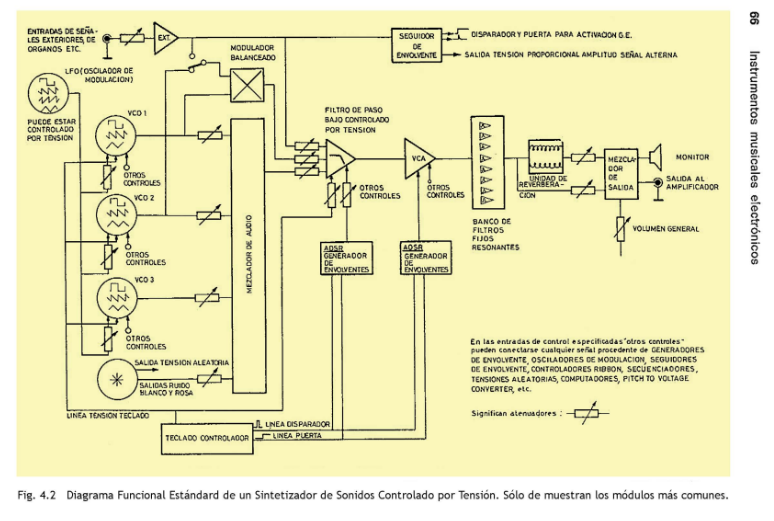 66
Instrumentos musicales electrónicos
ENTRADAS DE SEÑA-
LES EXTERIORES, DE
ORGANOS ETC.
EXT.
SEGUIDOR
DE
ENVOLVENTE
DISPARADOR Y PUERTA PARA ACTIVACION G.E.
SALIDA TENSION PROPORCIONAL AMPLITUD SEÑAL ALTERNA
MODULADOR
BALANCEADO
LFO (OSCILADOR DE
MODULACION)
PUEDE ESTAR
CONTROLADO
POR TENSION
VCO 1
OTROS
CONTROLES
VCO 2
OTROS
CONTROLES
VCO 3
OTROS
CONTROLES
MEZCLADOR DE AUDIO
FILTRO DE PASO
BAJO CONTROLADO
POR TENSION
OTROS
CONTROLES
VCA
OTROS
CONTROLES
ADSR
GENERADOR
DE
ENVOLVENTES
ADSR
GENERADOR
DE
ENVOLVENTES
BANCO DE
FILTROS
FIJOS
RESONANTES
UNIDAD DE
REVERBERA-
CION
MEZCLA-
DOR
DE
SALIDA
MONITOR
SALIDA AL
AMPLIFICADOR
VOLUMEN GENERAL
SALIDA TENSION ALEATORIA
SALIDAS RUIDO
BLANCO Y ROSA
LINEA TENSION TECLADO
TECLADO CONTROLADOR
LINEA DISPARADOR
LINEA PUERTA
En las entradas de control especificadas "otros controles"
pueden conectarse cualquier señal procedente de GENERADORES
DE ENVOLVENTE, OSCILADORES DE MODULACION, SEGUIDORES
DE ENVOLVENTE, CONTROLADORES RIBBON, SECUENCIADORES,
TENSIONES ALEATORIAS, COMPUTADORES, PITCH TO VOLTAGE
CONVERTER, etc.
Significan atenuadores :
Fig. 4.2 Diagrama Funcional Estándard de un Sintetizador de Sonidos Controlado por Tensión. Sólo de muestran los módulos más comunes.